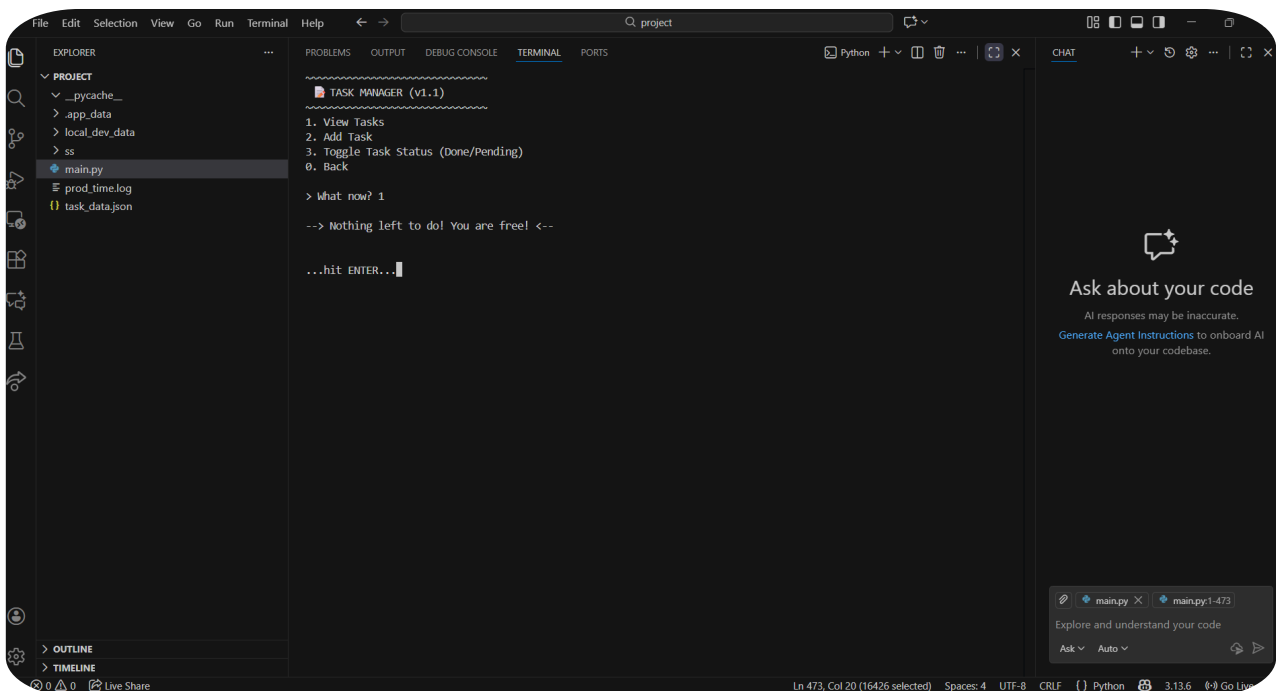 File Edit Selection View Go Run Terminal Help
project
EXPLORER
PROJECT
__pycache__
.app_data
local_dev_data
ss
main.py
prod_time.log
task_data.json
OUTLINE
TIMELINE
PROBLEMS OUTPUT DEBUG CONSOLE TERMINAL PORTS
Python
~~~~~~~~~~~~~~~~~~~~~~~~~~~~~~
TASK MANAGER (v1.1)
~~~~~~~~~~~~~~~~~~~~~~~~~~~~~~
1. View Tasks
2. Add Task
3. Toggle Task Status (Done/Pending)
0. Back
> What now? 1
--> Nothing left to do! You are free! <--
...hit ENTER...
CHAT
Ask about your code
AI responses may be inaccurate.
Generate Agent Instructions to onboard AI
onto your codebase.
main.py main.py:1-473
Explore and understand your code
Ask Auto
0 0 Live Share
Ln 473, Col 20 (16426 selected) Spaces: 4 UTF-8 CRLF {} Python 3.13.6 Go Live